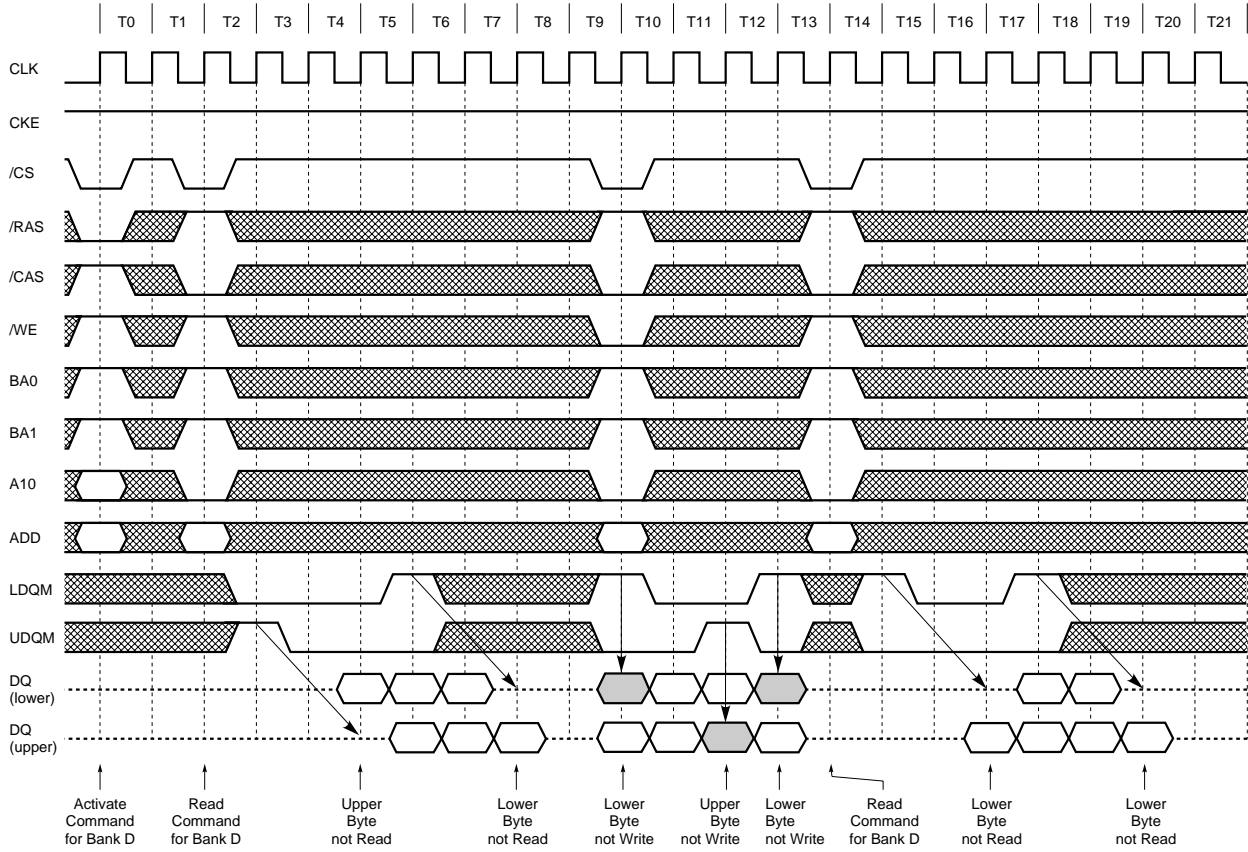 T0 T1 T2 T3 T4 T5 T6 T7 T8 T9 T10 T11 T12 T13 T14 T15 T16 T17 T18 T19 T20 T21
CLK
CKE
/CS
/RAS
/CAS
/WE
BA0
BA1
A10
ADD
LDQM
UDQM
DQ
(lower)
DQ
(upper)
Activate
Command
for Bank D
Read
Command
for Bank D
Upper
Byte
not Read
Lower
Byte
not Read
Lower
Byte
not Write
Upper
Byte
not Write
Lower
Byte
not Write
Read
Command
for Bank D
Lower
Byte
not Read
Lower
Byte
not Read